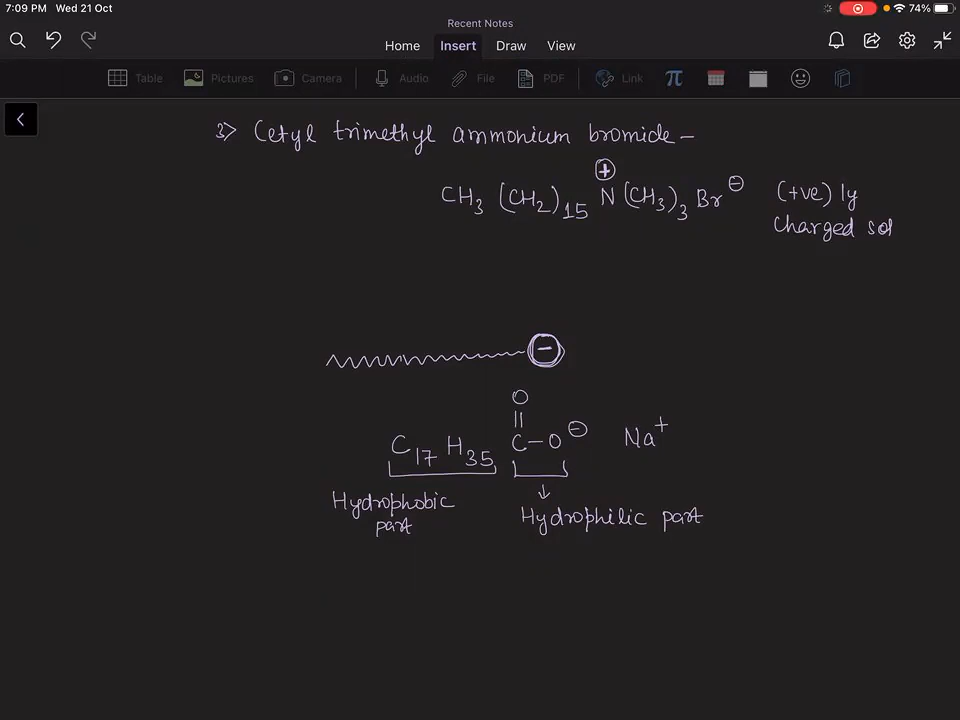 7:09 PM Wed 21 Oct
74%
Recent Notes
Home Insert Draw View
Table Pictures Camera Audio File PDF Link π
3> Cetyl trimethyl ammonium bromide –
+
CH3 (CH2)15 N (CH3)3 Br ⊖ (+ve) ly
charged sol
−
O
||
C17 H35 C–O ⊖ Na+
Hydrophobic
part
Hydrophilic part